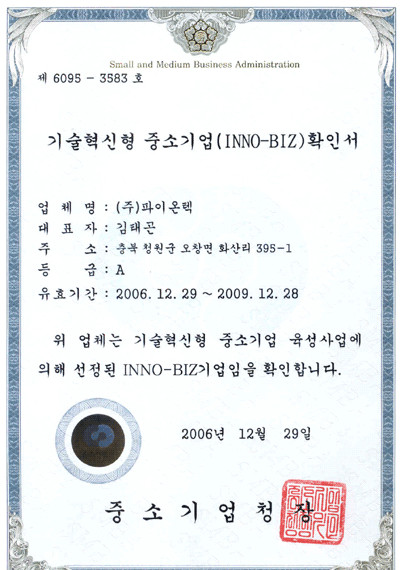 Small and Medium Business Administration
제 6095 - 3583 호
기술혁신형 중소기업(INNO-BIZ)확인서
업 체 명 : (주)파이온텍
대 표 자 : 김태곤
주 소 : 충북 청원군 오창면 화산리 395-1
등 급 : A
유효기간 : 2006. 12. 29 ~ 2009. 12. 28
위 업체는 기술혁신형 중소기업 육성사업에
의해 선정된 INNO-BIZ기업임을 확인합니다.
2006년 12월 29일
중 소 기 업 청 장